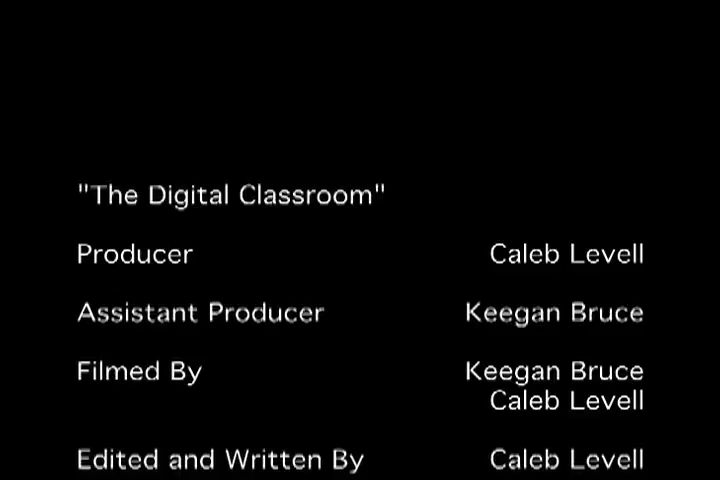 "The Digital Classroom"
Producer Caleb Levell
Assistant Producer Keegan Bruce
Filmed By Keegan Bruce
Caleb Levell
Edited and Written By Caleb Levell